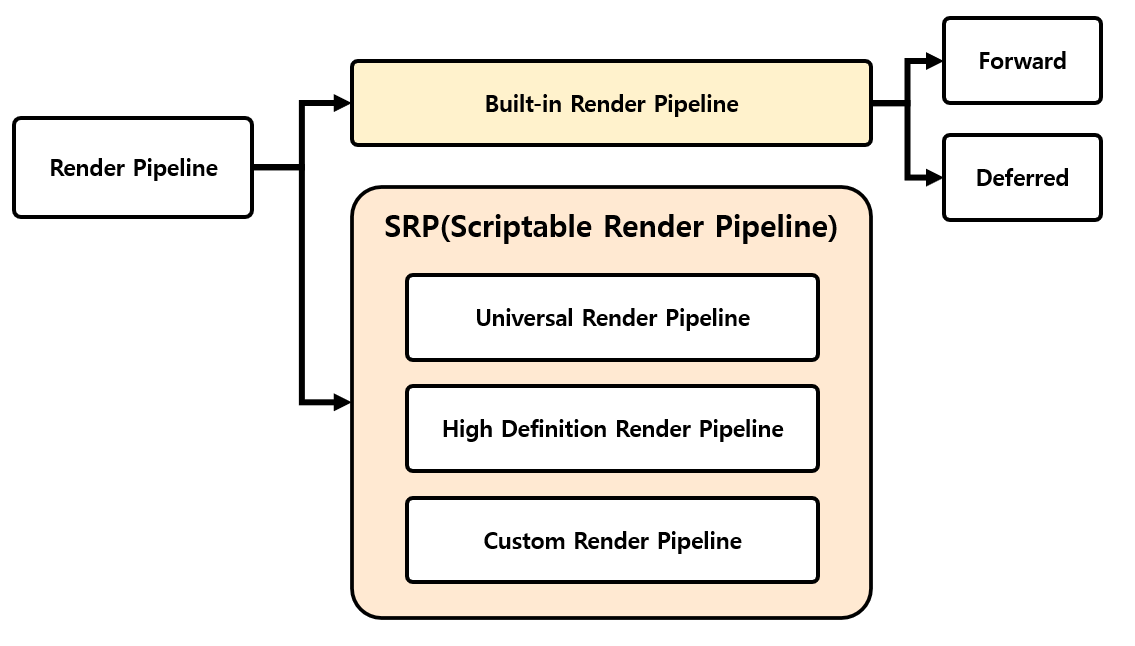 Render Pipeline
Built-in Render Pipeline
Forward
Deferred
SRP(Scriptable Render Pipeline)
Universal Render Pipeline
High Definition Render Pipeline
Custom Render Pipeline